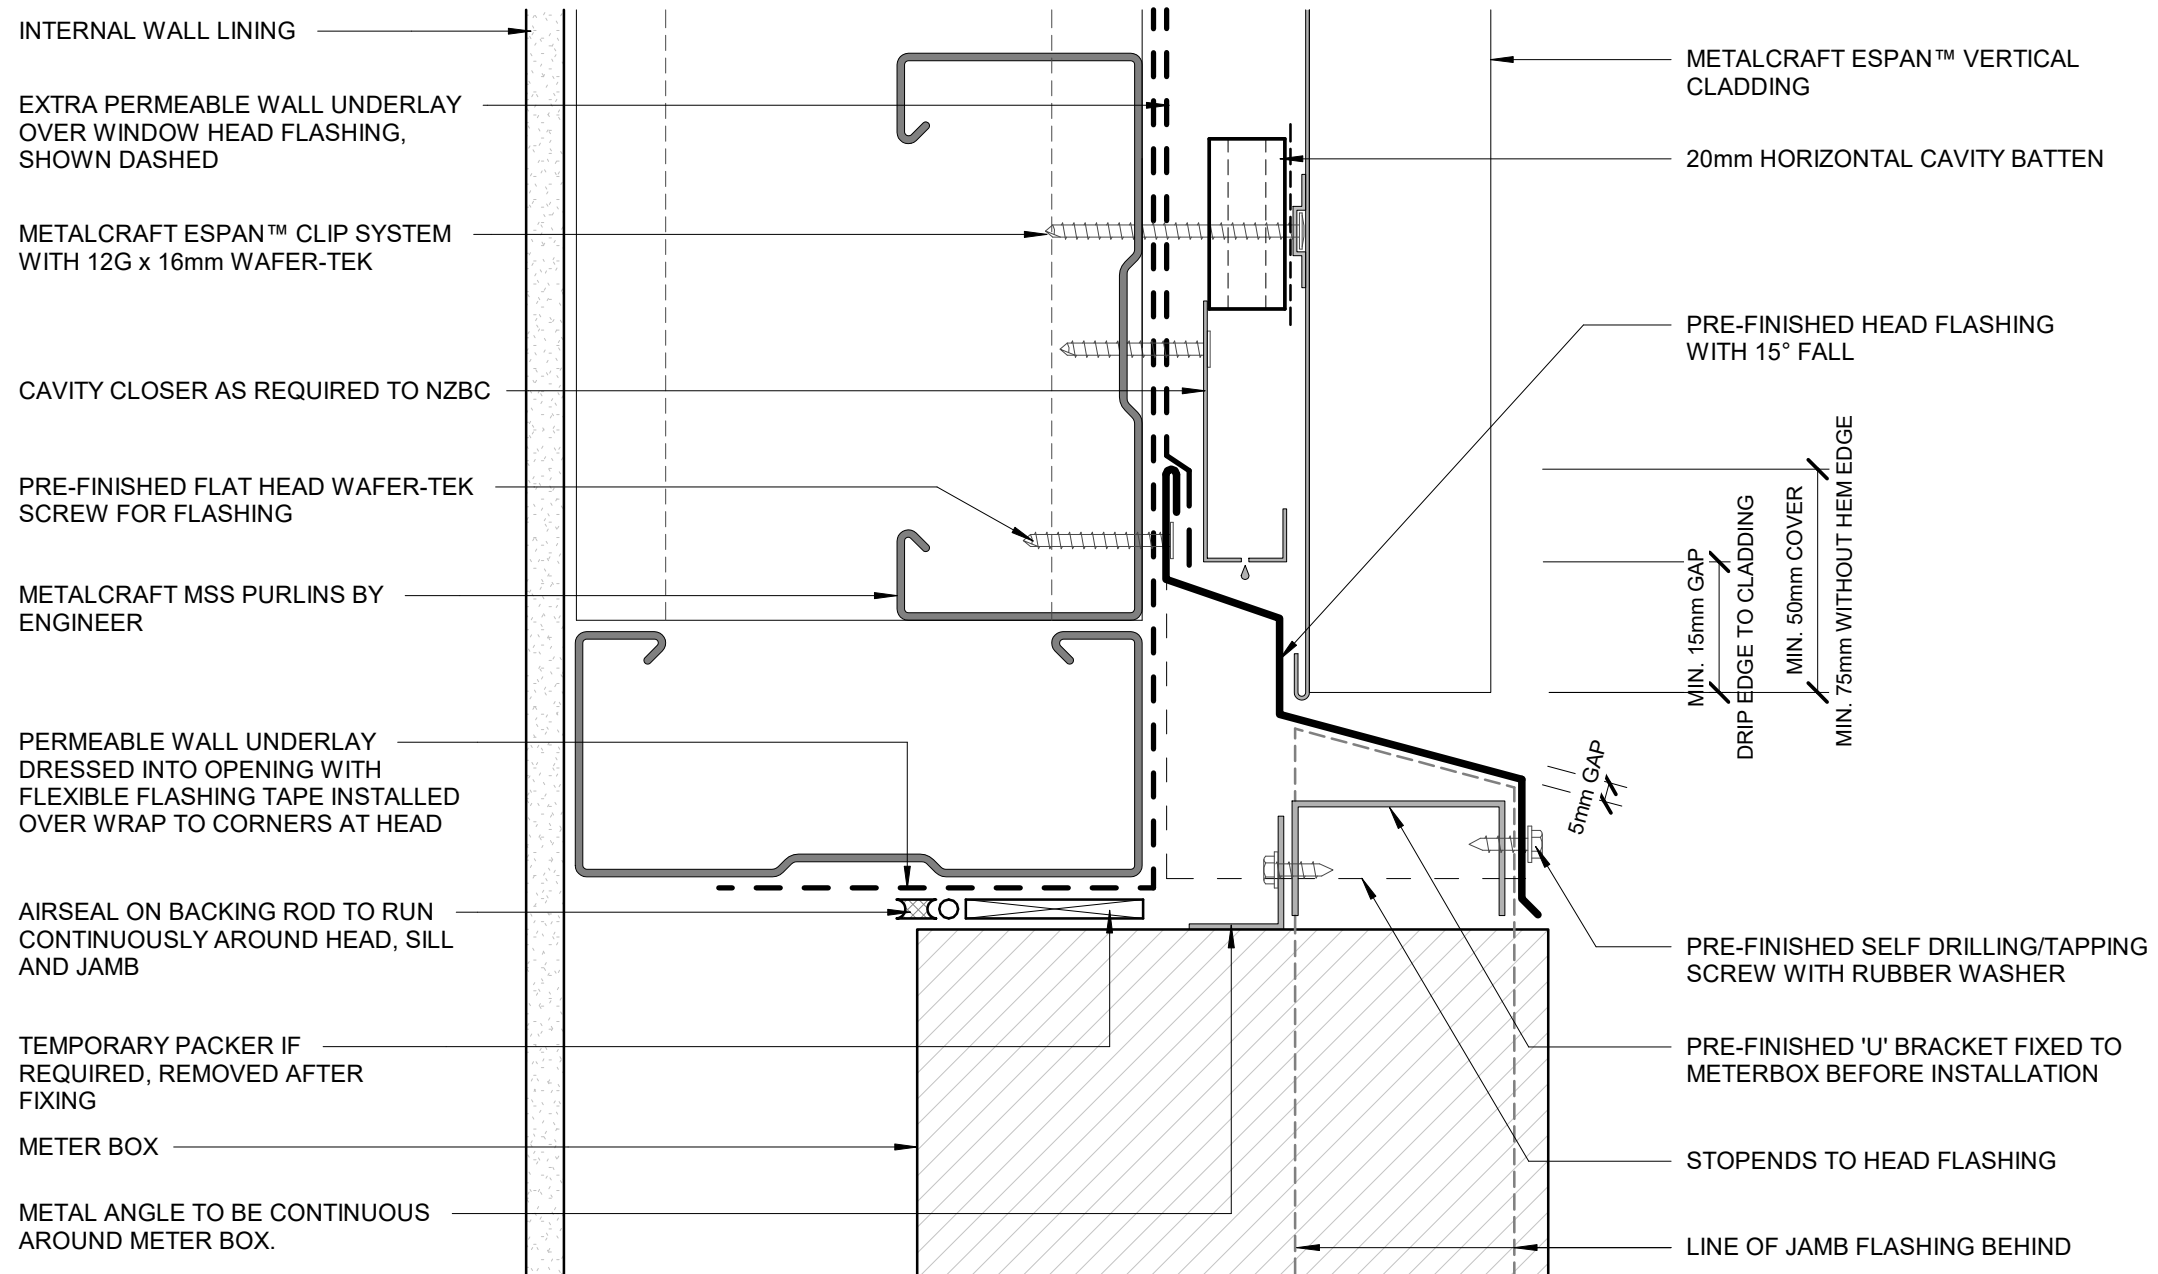 INTERNAL WALL LINING
EXTRA PERMEABLE WALL UNDERLAY
OVER WINDOW HEAD FLASHING,
SHOWN DASHED
METALCRAFT ESPAN™ CLIP SYSTEM
WITH 12G x 16mm WAFER-TEK
CAVITY CLOSER AS REQUIRED TO NZBC
PRE-FINISHED FLAT HEAD WAFER-TEK
SCREW FOR FLASHING
METALCRAFT MSS PURLINS BY
ENGINEER
PERMEABLE WALL UNDERLAY
DRESSED INTO OPENING WITH
FLEXIBLE FLASHING TAPE INSTALLED
OVER WRAP TO CORNERS AT HEAD
AIRSEAL ON BACKING ROD TO RUN
CONTINUOUSLY AROUND HEAD, SILL
AND JAMB
TEMPORARY PACKER IF
REQUIRED, REMOVED AFTER
FIXING
METER BOX
METAL ANGLE TO BE CONTINUOUS
AROUND METER BOX.
METALCRAFT ESPAN™ VERTICAL
CLADDING
20mm HORIZONTAL CAVITY BATTEN
PRE-FINISHED HEAD FLASHING
WITH 15° FALL
MIN. 15mm GAP
DRIP EDGE TO CLADDING
MIN. 50mm COVER
MIN. 75mm WITHOUT HEM EDGE
5mm GAP
PRE-FINISHED SELF DRILLING/TAPPING
SCREW WITH RUBBER WASHER
PRE-FINISHED 'U' BRACKET FIXED TO
METERBOX BEFORE INSTALLATION
STOPENDS TO HEAD FLASHING
LINE OF JAMB FLASHING BEHIND